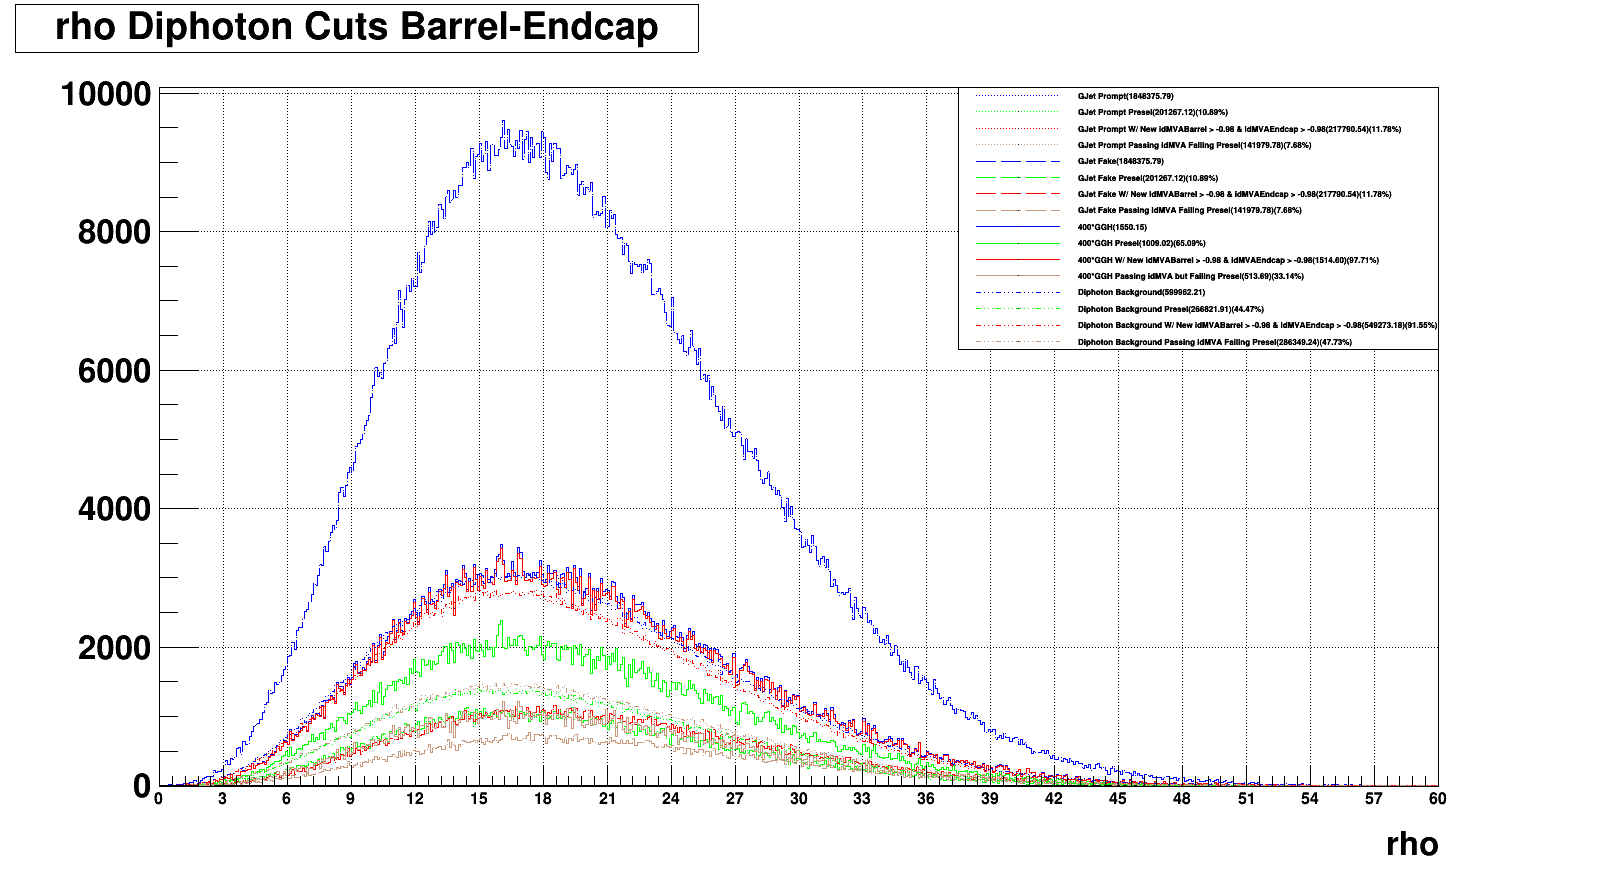 rho Diphoton Cuts Barrel-Endcap
10000
8000
6000
4000
2000
0
GJet Prompt(1848375.79)
GJet Prompt Presel(201267.12)(10.89%)
GJet Prompt W/ New idMVABarrel > -0.98 & idMVAEndcap > -0.98(217790.54)(11.78%)
GJet Prompt Passing idMVA Failing Presel(141979.78)(7.68%)
GJet Fake(1848375.79)
GJet Fake Presel(201267.12)(10.89%)
GJet Fake W/ New idMVABarrel > -0.98 & idMVAEndcap > -0.98(217790.54)(11.78%)
GJet Fake Passing idMVA Failing Presel(141979.78)(7.68%)
400*GGH(1550.15)
400*GGH Presel(1009.02)(65.09%)
400*GGH W/ New idMVABarrel > -0.98 & idMVAEndcap > -0.98(1514.60)(97.71%)
400*GGH Passing idMVA but Failing Presel(513.69)(33.14%)
Diphoton Background(599962.21)
Diphoton Background Presel(266821.91)(44.47%)
Diphoton Background W/ New idMVABarrel > -0.98 & idMVAEndcap > -0.98(549273.18)(91.55%)
Diphoton Background Passing idMVA Failing Presel(286349.24)(47.73%)
0 3 6 9 12 15 18 21 24 27 30 33 36 39 42 45 48 51 54 57 60
rho